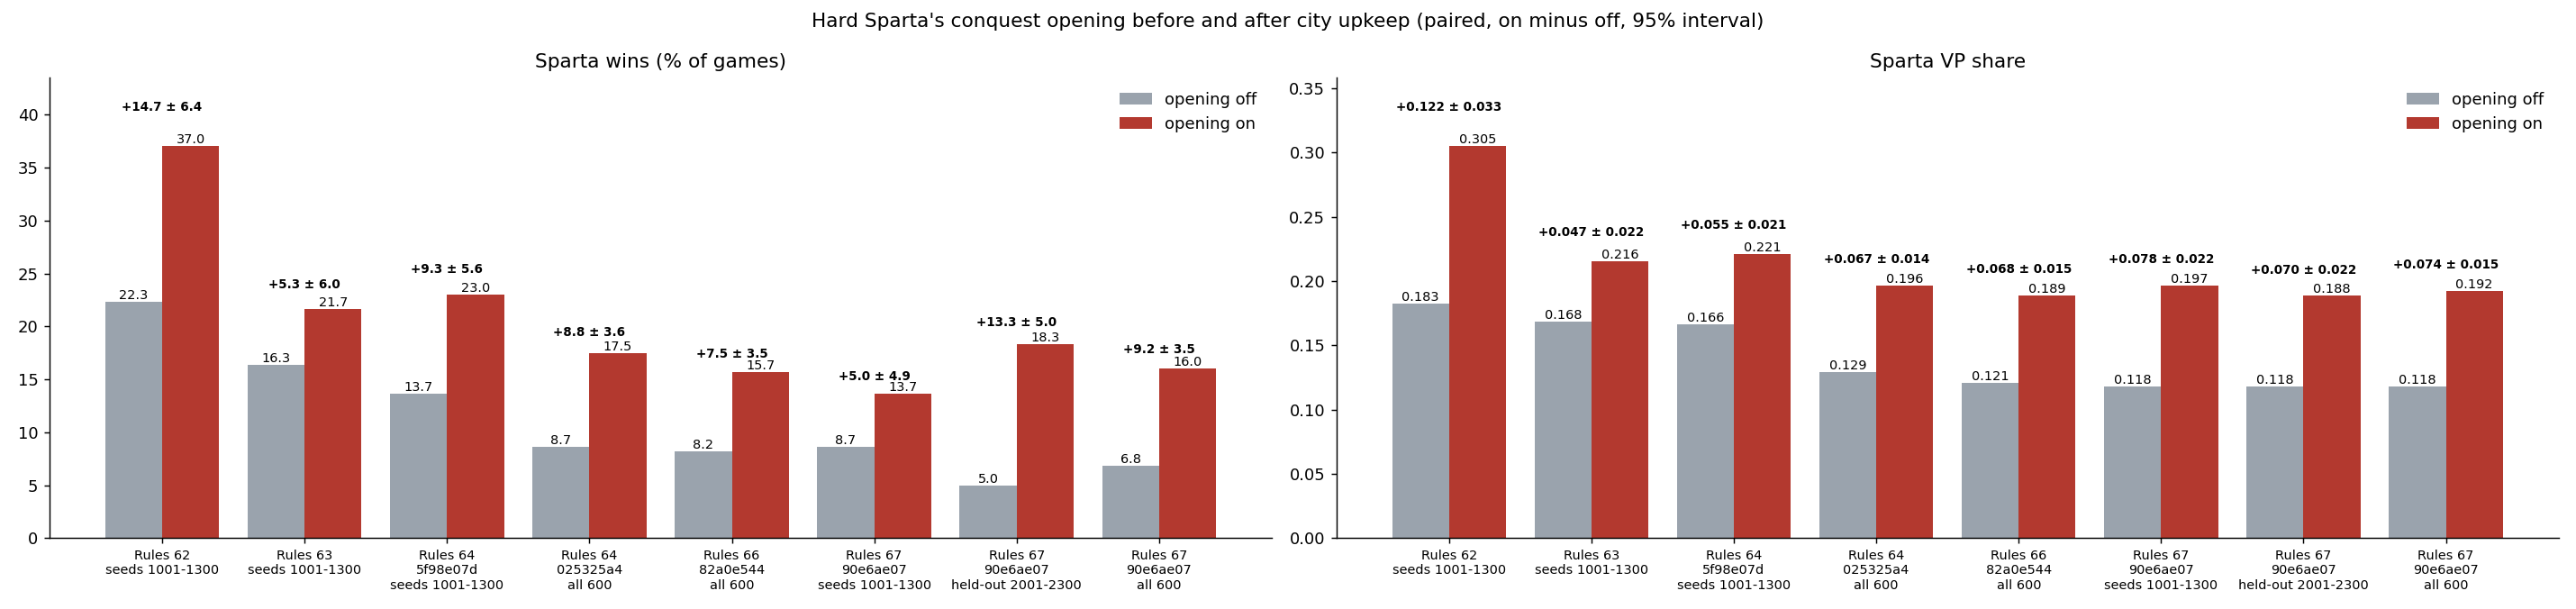 Hard Sparta's conquest opening before and after city upkeep (paired, on minus off, 95% interval)
Sparta wins (% of games)
opening off
opening on
40
35
30
25
20
15
10
5
0
+14.7 ± 6.4
22.3
37.0
+5.3 ± 6.0
16.3
21.7
+9.3 ± 5.6
13.7
23.0
+8.8 ± 3.6
8.7
17.5
+7.5 ± 3.5
8.2
15.7
+5.0 ± 4.9
8.7
13.7
+13.3 ± 5.0
5.0
18.3
+9.2 ± 3.5
6.8
16.0
Rules 62
seeds 1001-1300
Rules 63
seeds 1001-1300
Rules 64
5f98e07d
seeds 1001-1300
Rules 64
025325a4
all 600
Rules 66
82a0e544
all 600
Rules 67
90e6ae07
seeds 1001-1300
Rules 67
90e6ae07
held-out 2001-2300
Rules 67
90e6ae07
all 600
Sparta VP share
opening off
opening on
0.35
0.30
0.25
0.20
0.15
0.10
0.05
0.00
+0.122 ± 0.033
0.183
0.305
+0.047 ± 0.022
0.168
0.216
+0.055 ± 0.021
0.166
0.221
+0.067 ± 0.014
0.129
0.196
+0.068 ± 0.015
0.121
0.189
+0.078 ± 0.022
0.118
0.197
+0.070 ± 0.022
0.118
0.188
+0.074 ± 0.015
0.118
0.192
Rules 62
seeds 1001-1300
Rules 63
seeds 1001-1300
Rules 64
5f98e07d
seeds 1001-1300
Rules 64
025325a4
all 600
Rules 66
82a0e544
all 600
Rules 67
90e6ae07
seeds 1001-1300
Rules 67
90e6ae07
held-out 2001-2300
Rules 67
90e6ae07
all 600